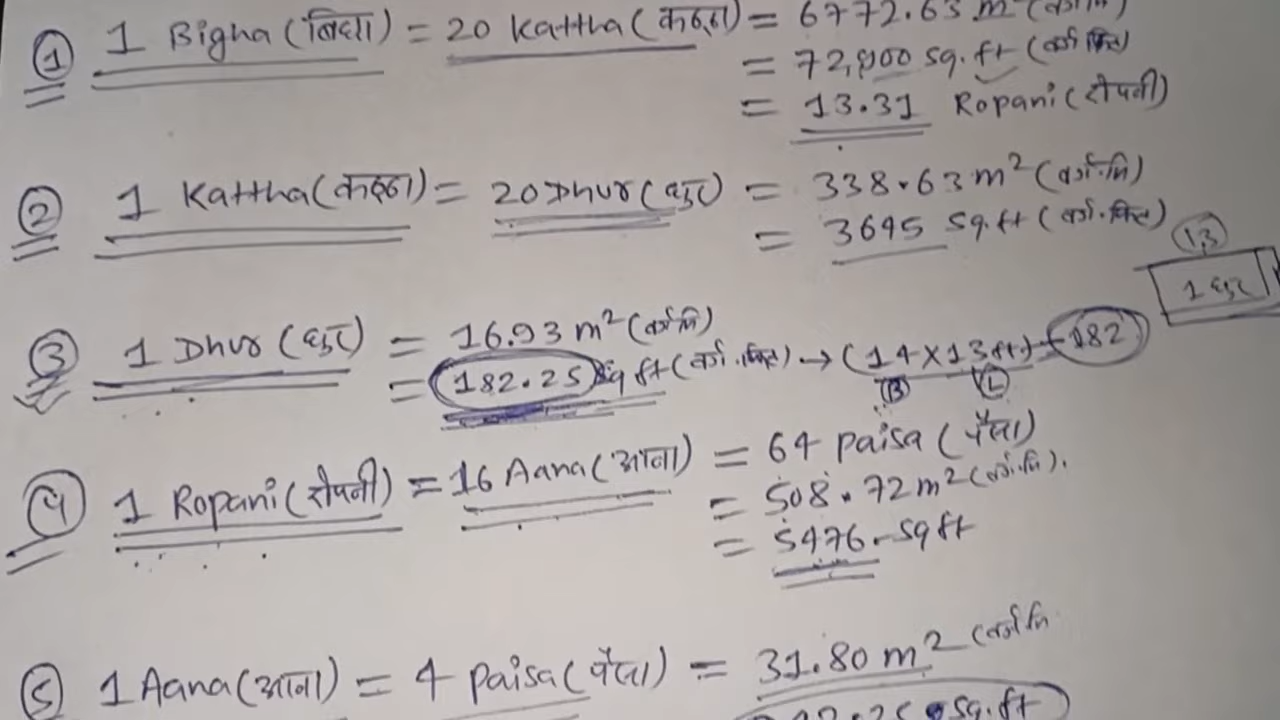 ① 1 Bigha (बिघा) = 20 Kattha (कठ्ठा) = 6772.63 m²
= 72,900 sq.ft (वर्ग फिट)
= 13.31 Ropani (रोपनी)
② 1 Kattha (कठ्ठा) = 20 Dhur (धुर) = 338.63 m² (वर्ग.मि)
= 3645 sq.ft (वर्ग.फिट)
13
1 धुर
③ 1 Dhur (धुर) = 16.93 m² (वर्ग मि)
= 182.25 sq ft (वर्ग.फिट) → (14 x 13 ft) = 182
B L
④ 1 Ropani (रोपनी) = 16 Aana (आना) = 64 paisa (पैसा)
= 508.72 m² (वर्ग.मि).
= 5476 sq ft
⑤ 1 Aana (आना) = 4 paisa (पैसा) = 31.80 m² (वर्ग मि
sq.ft